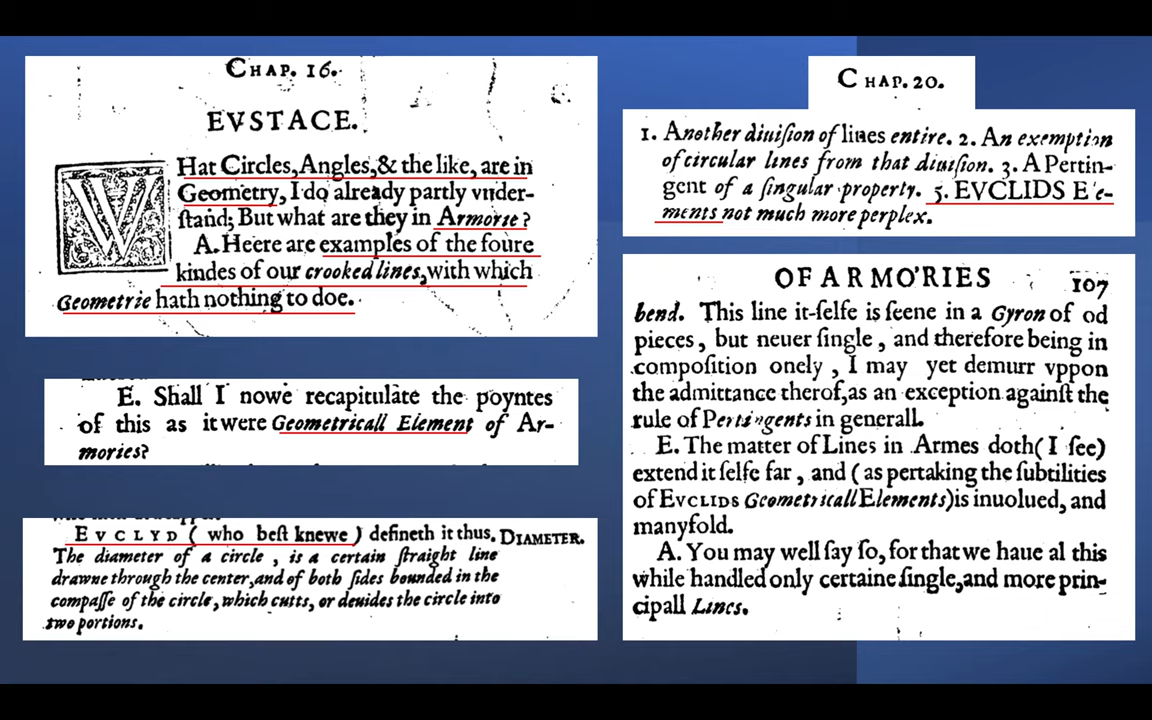 CHAP. 16.
EVSTACE.
WHat Circles, Angles, & the like, are in
Geometry, I do already partly vnder-
ſtand; But what are they in Armorie?
A. Heere are examples of the foure
kindes of our crooked lines, with which
Geometrie hath nothing to doe.
E. Shall I nowe recapitulate the poyntes
of this as it were Geometricall Element of Ar-
mories?
EVCLYD ( who beſt knewe ) defineth it thus. DIAMETER.
The diameter of a circle, is a certain ſtraight line
drawne through the center, and of both ſides bounded in the
compaſſe of the circle, which cutts, or deuides the circle into
two portions.
CHAP. 20.
1. Another diuiſion of lines entire. 2. An exemption
of circular lines from that diuiſion. 3. A Pertin-
gent of a ſingular property. 5. EVCLIDS Ele-
ments not much more perplex.
OF ARMORIES 107
bend. This line it-ſelfe is ſeene in a Gyron of od
pieces, but neuer ſingle, and therefore being in
compoſition onely, I may yet demurr vppon
the admittance therof, as an exception againſt the
rule of Pertingents in generall.
E. The matter of Lines in Armes doth ( I ſee)
extend it ſelfe far, and ( as pertaking the ſubtilities
of EVCLIDS Geometricall Elements) is inuolued, and
manyfold.
A. You may well ſay ſo, for that we haue al this
while handled only certaine ſingle, and more prin-
cipall Lines.